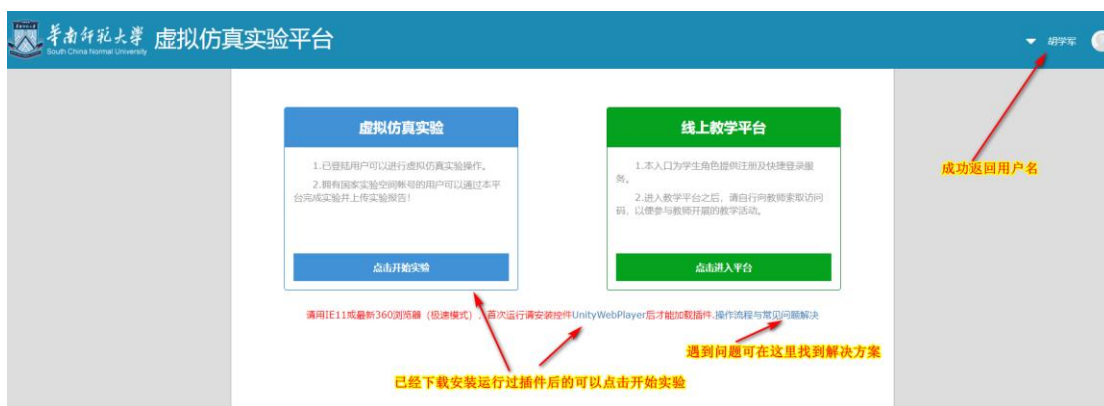 華南師範大學 虚拟仿真实验平台
South China Normal University
胡学军
虚拟仿真实验
线上教学平台
1.已登陆用户可以进行虚拟仿真实验操作。
2.拥有国家实验空间帐号的用户可以通过本平
台完成实验并上传实验报告！
1.本入口为学生角色提供注册及快捷登录服
务。
2.进入教学平台之后，请自行向教师索取访问
码，以便参与教师开展的教学活动。
成功返回用户名
点击开始实验
点击进入平台
请用IE11或最新360浏览器（极速模式），首次运行请安装控件UnityWebPlayer后才能加载插件.操作流程与常见问题解决
遇到问题可在这里找到解决方案
已经下载安装运行过插件后的可以点击开始实验